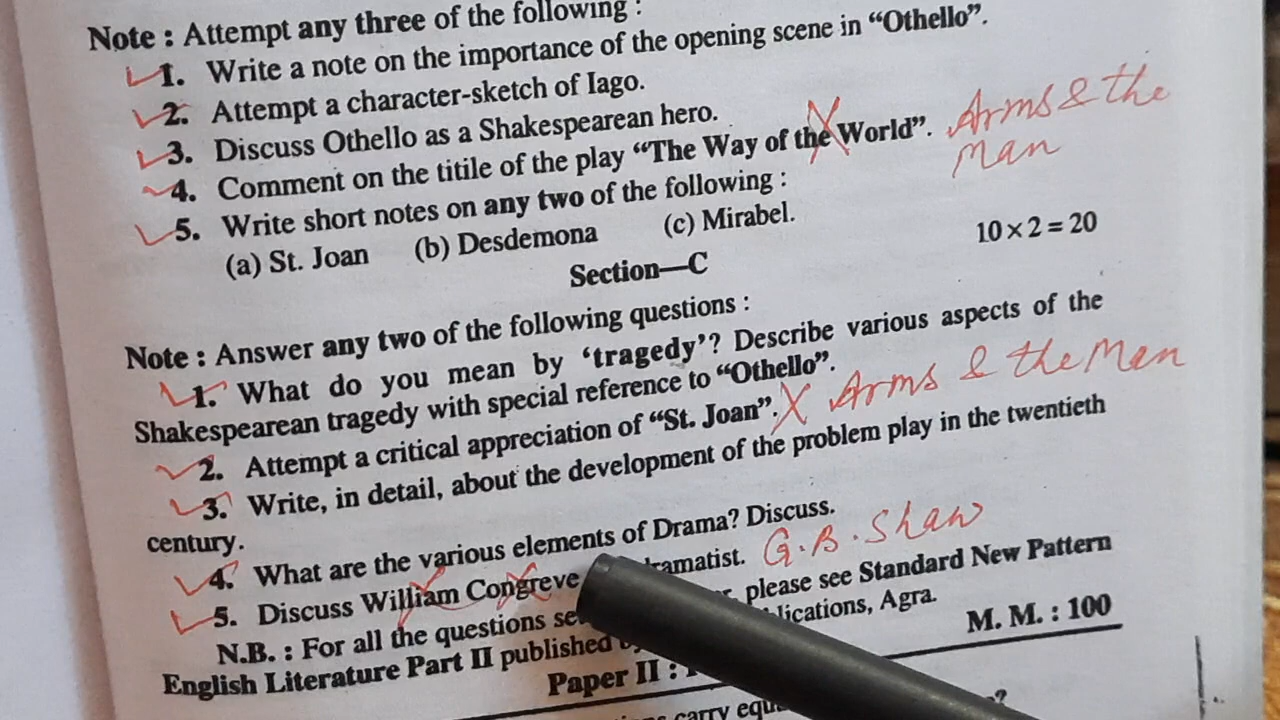 Note : Attempt any three of the following :
1. Write a note on the importance of the opening scene in “Othello”.
2. Attempt a character-sketch of Iago.
3. Discuss Othello as a Shakespearean hero.
4. Comment on the titile of the play “The Way of the World”. Arms & the
Man
5. Write short notes on any two of the following :
(a) St. Joan (b) Desdemona (c) Mirabel.
10 × 2 = 20
Section—C
Note : Answer any two of the following questions :
1. What do you mean by ‘tragedy’? Describe various aspects of the
Shakespearean tragedy with special reference to “Othello”.
2. Attempt a critical appreciation of “St. Joan”. X Arms & the Man
3. Write, in detail, about the development of the problem play in the twentieth
century.
4. What are the various elements of Drama? Discuss.
5. Discuss William Congreve ramatist. G.B. Shaw
N.B. : For all the questions please see Standard New Pattern
English Literature Part II published lications, Agra.
M. M. : 100
Paper II :
carry